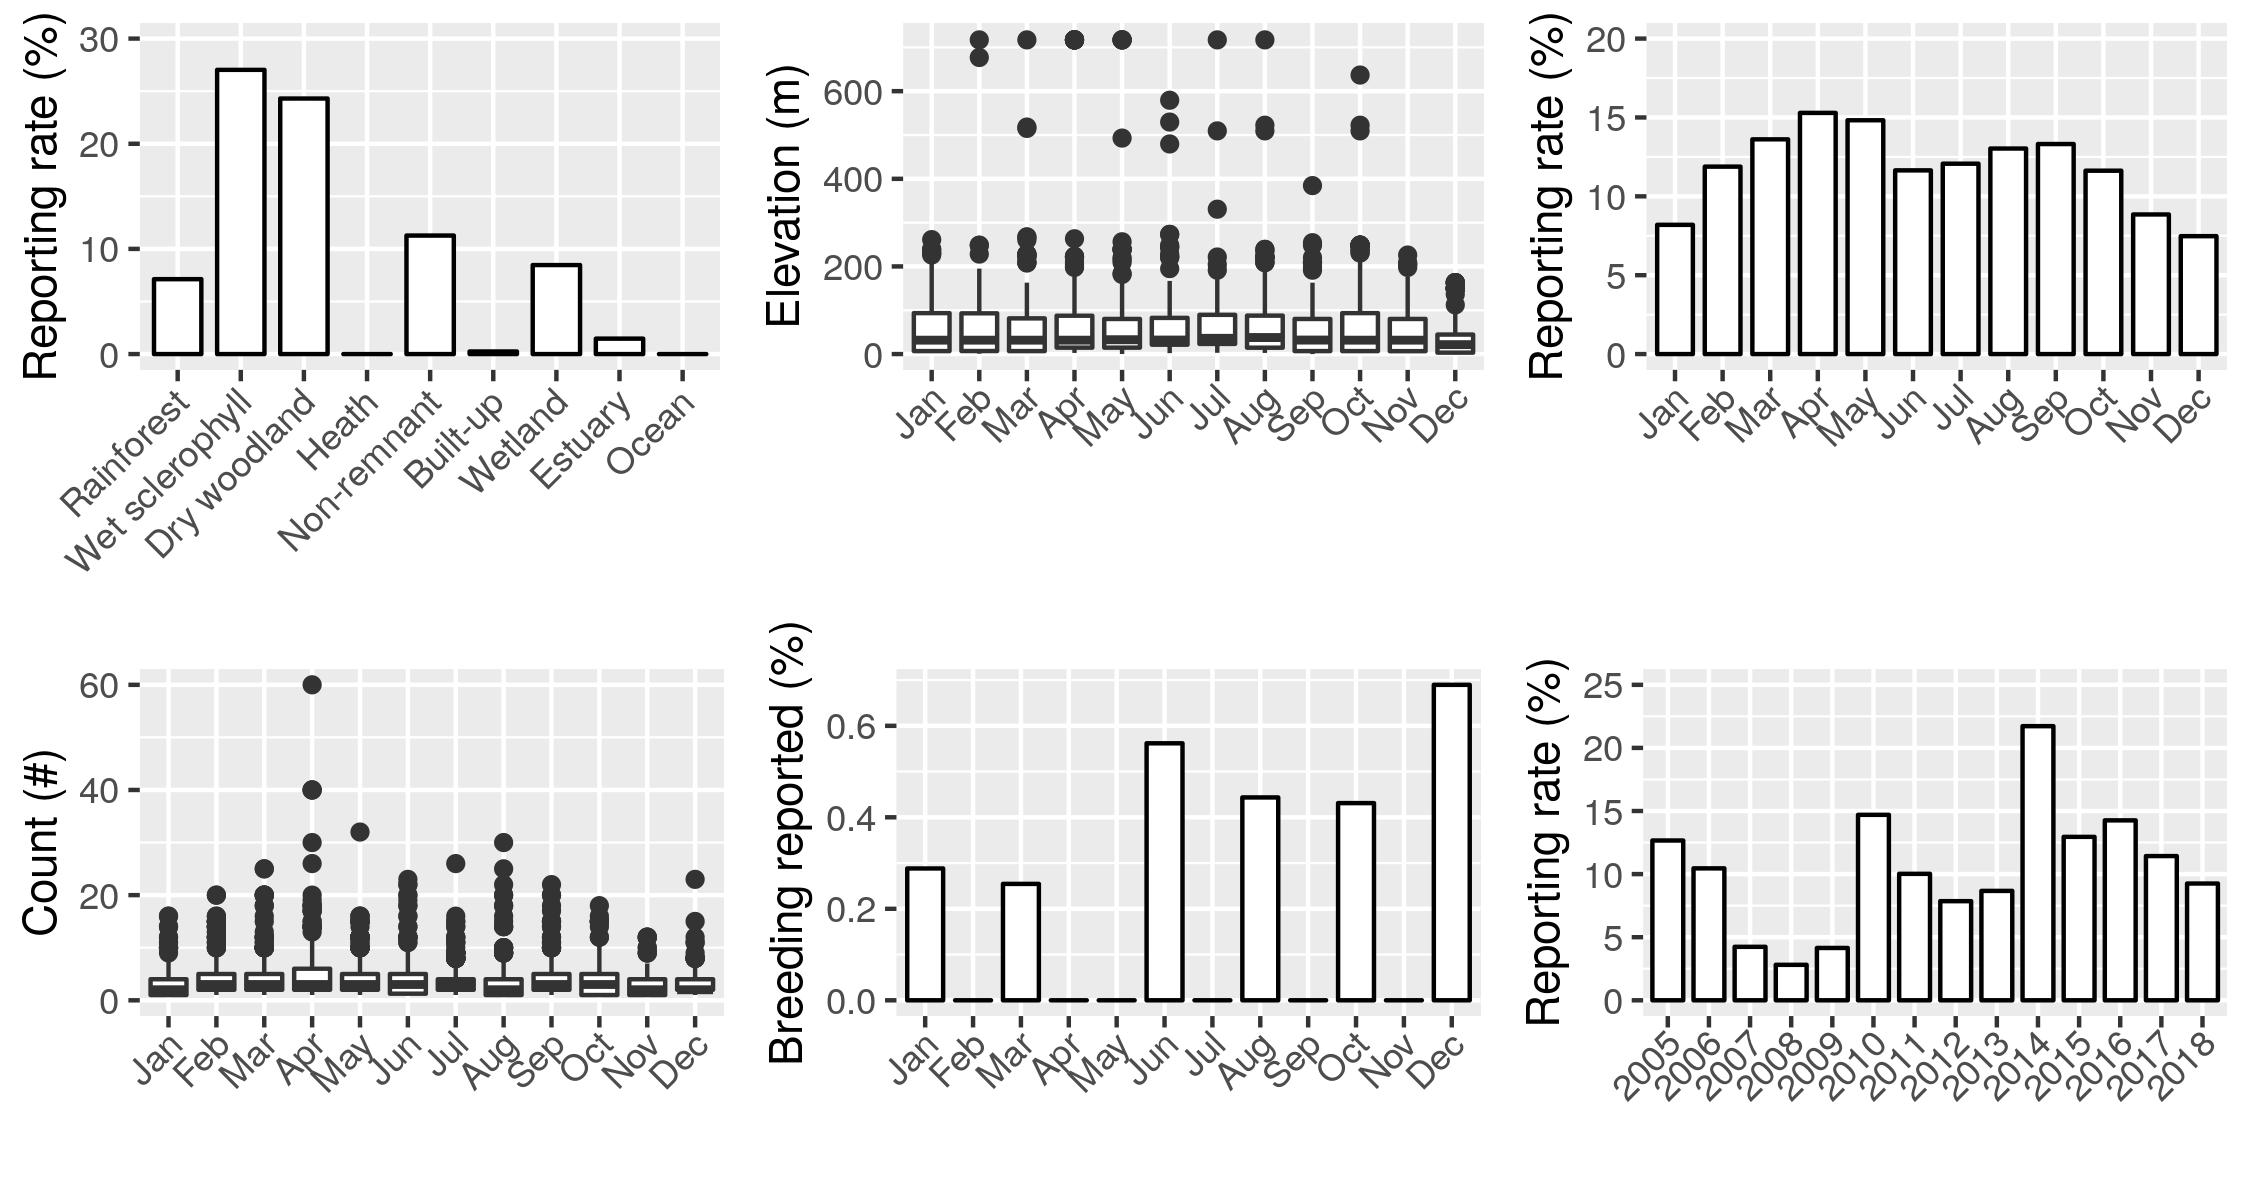 Reporting rate (%)
30
20
10
0
Rainforest
Wet sclerophyll
Dry woodland
Heath
Non-remnant
Built-up
Wetland
Estuary
Ocean
Elevation (m)
600
400
200
0
Jan
Feb
Mar
Apr
May
Jun
Jul
Aug
Sep
Oct
Nov
Dec
Reporting rate (%)
20
15
10
5
0
Jan
Feb
Mar
Apr
May
Jun
Jul
Aug
Sep
Oct
Nov
Dec
Count (#)
60
40
20
0
Jan
Feb
Mar
Apr
May
Jun
Jul
Aug
Sep
Oct
Nov
Dec
Breeding reported (%)
0.6
0.4
0.2
0.0
Jan
Feb
Mar
Apr
May
Jun
Jul
Aug
Sep
Oct
Nov
Dec
Reporting rate (%)
25
20
15
10
5
0
2005
2006
2007
2008
2009
2010
2011
2012
2013
2014
2015
2016
2017
2018